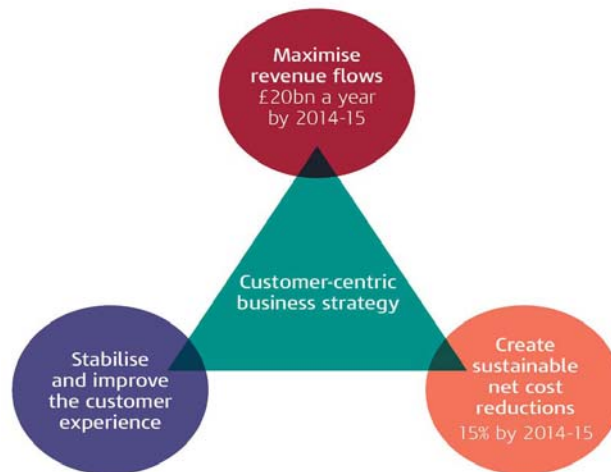 Maximise
revenue flows
£20bn a year
by 2014-15
Customer-centric
business strategy
Stabilise
and improve
the customer
experience
Create
sustainable
net cost
reductions
15% by 2014-15